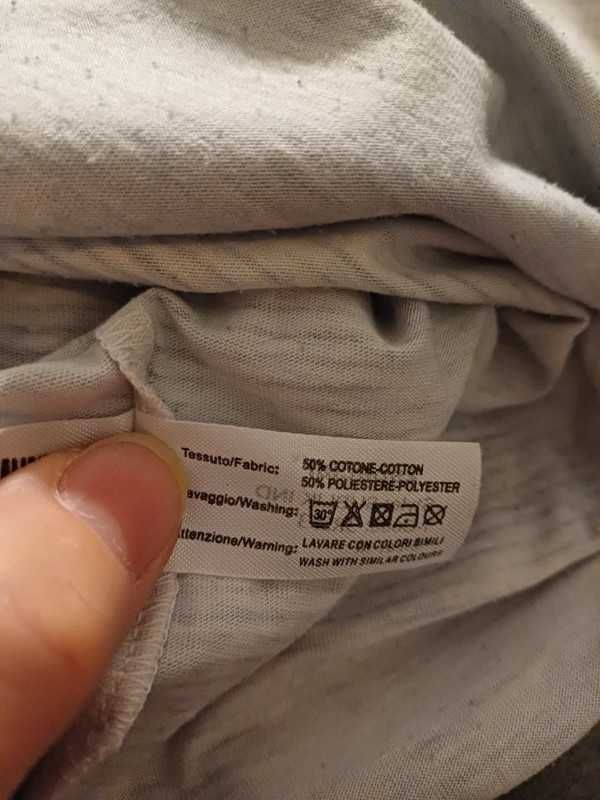 Tessuto/Fabric: 50% COTONE-COTTON
50% POLIESTERE-POLYESTER
avaggio/Washing: 30°
ttenzione/Warning: LAVARE CON COLORI SIMILI
WASH WITH SIMILAR COLOURS